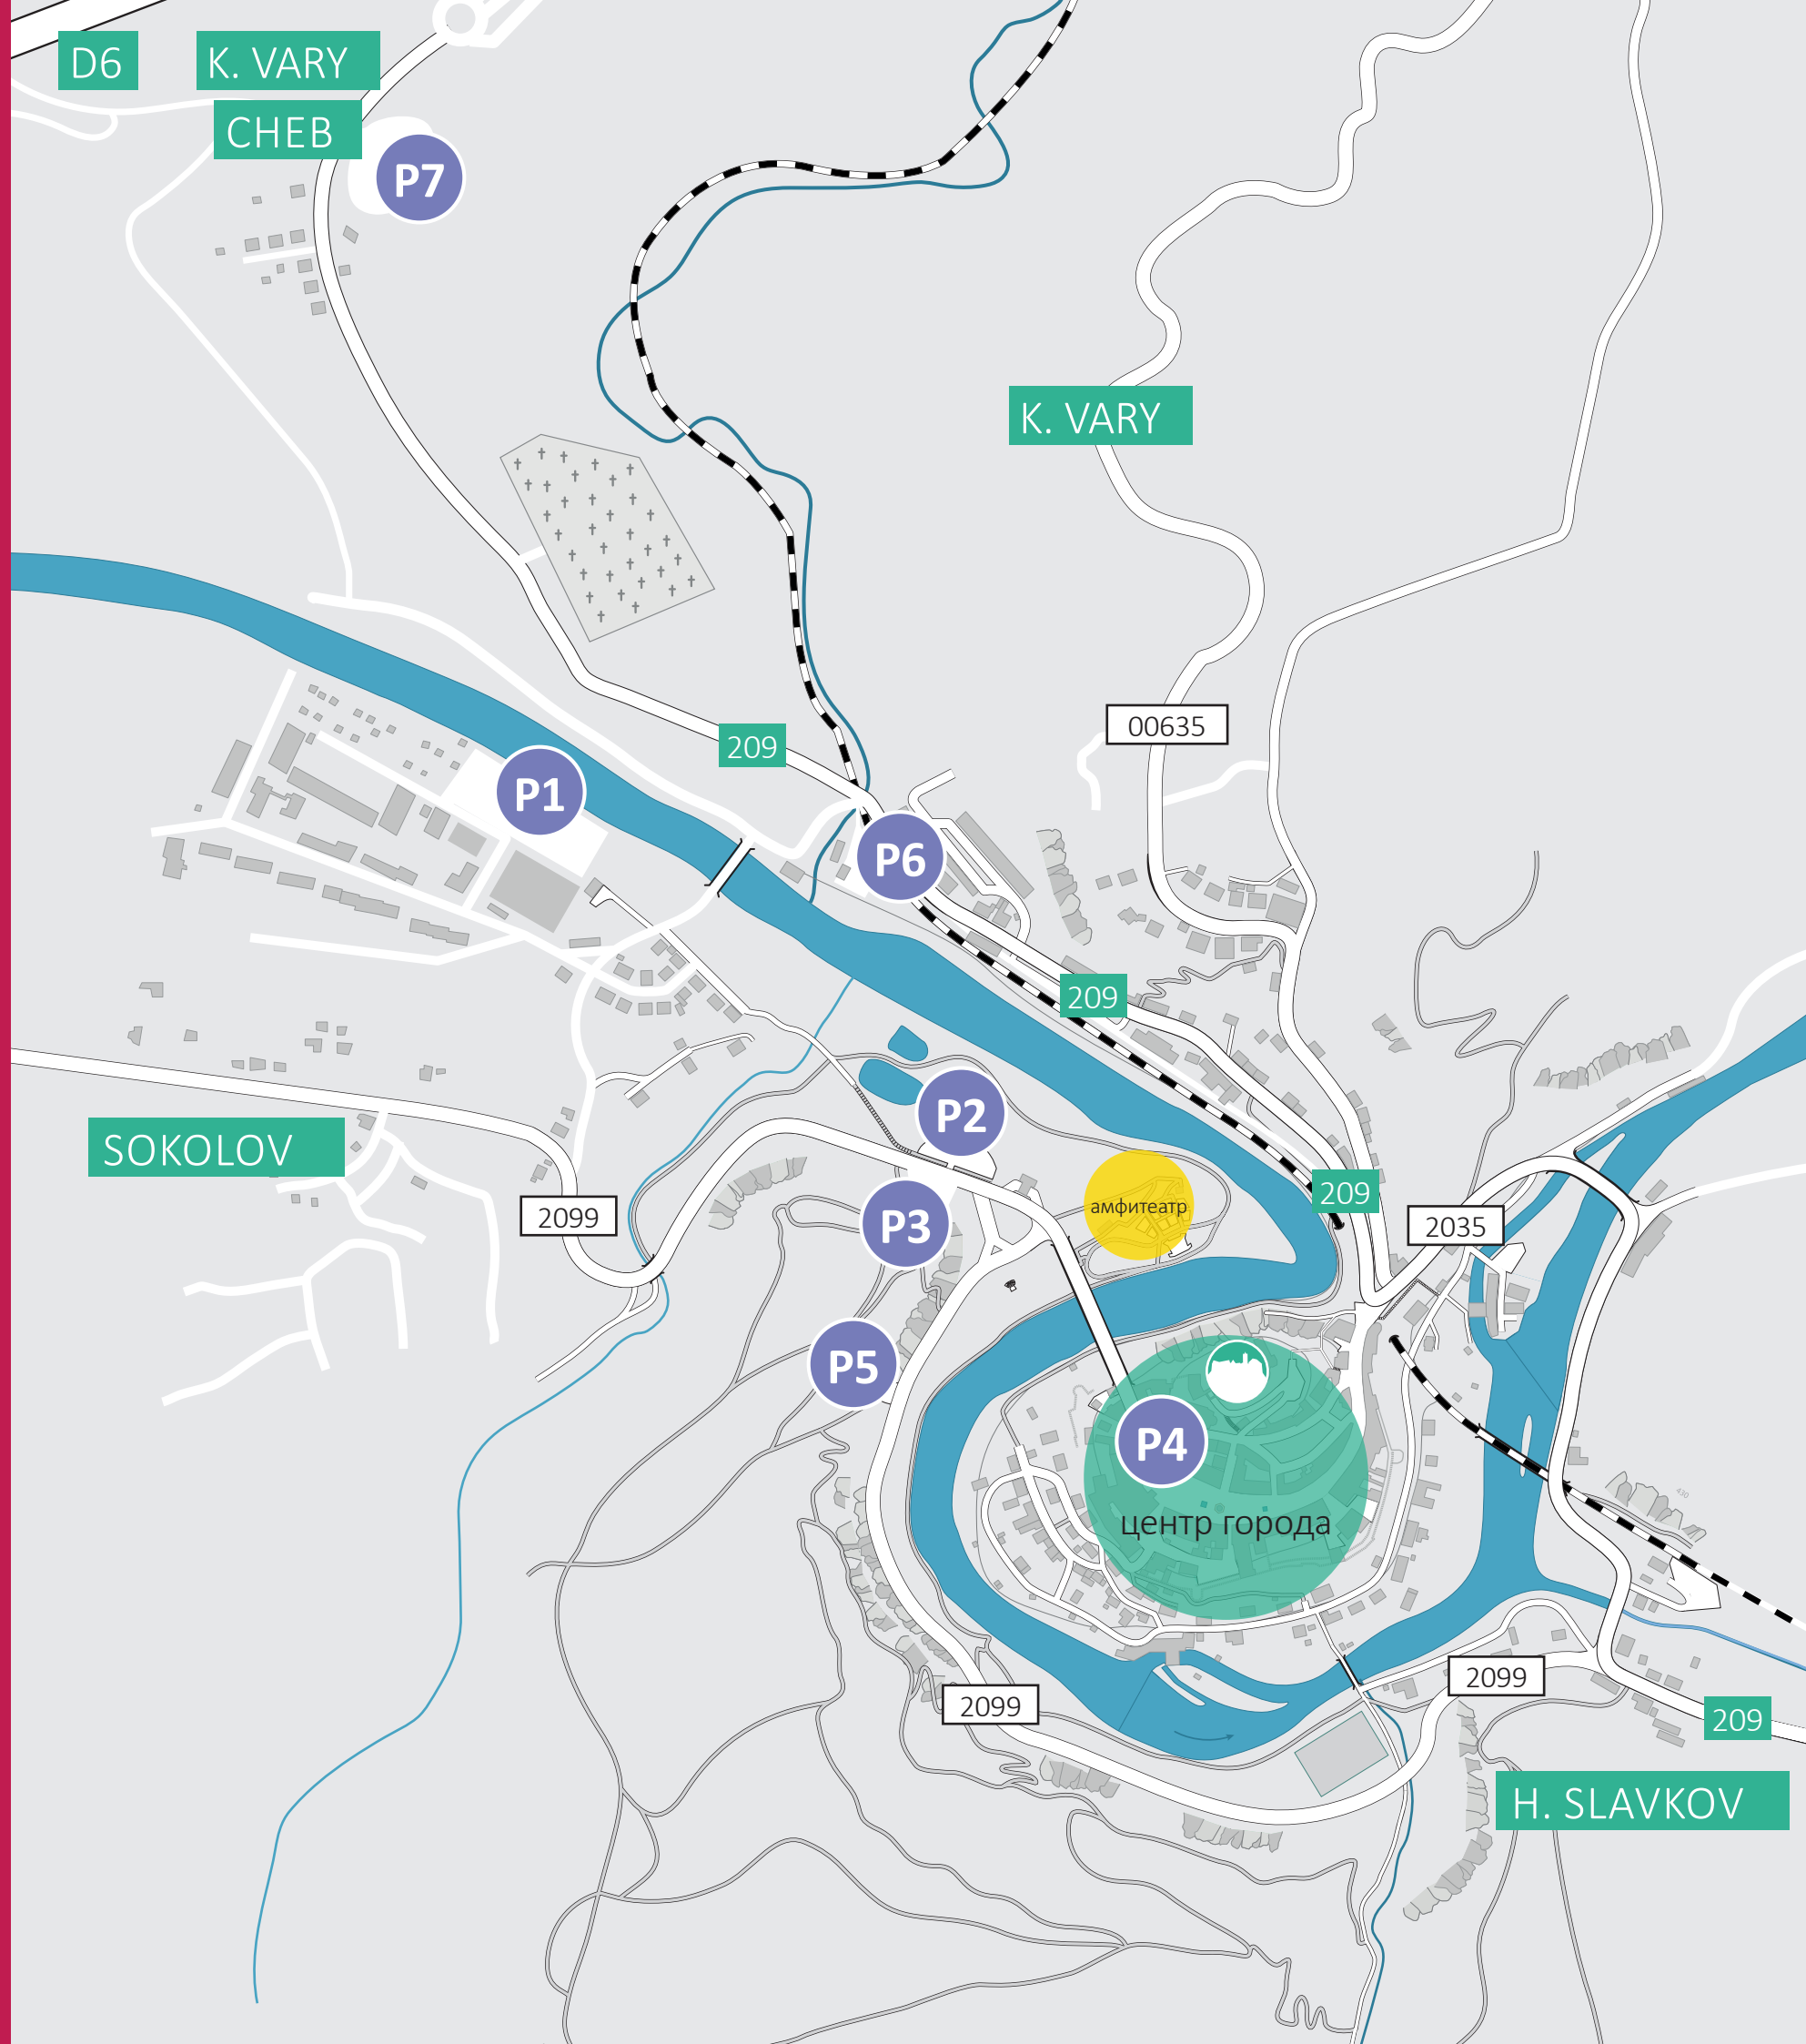 D6
K. VARY
CHEB
P7
K. VARY
00635
209
P1
P6
209
P2
SOKOLOV
209
амфитеатр
2099
P3
2035
P5
P4
430
центр города
2099
2099
209
H. SLAVKOV